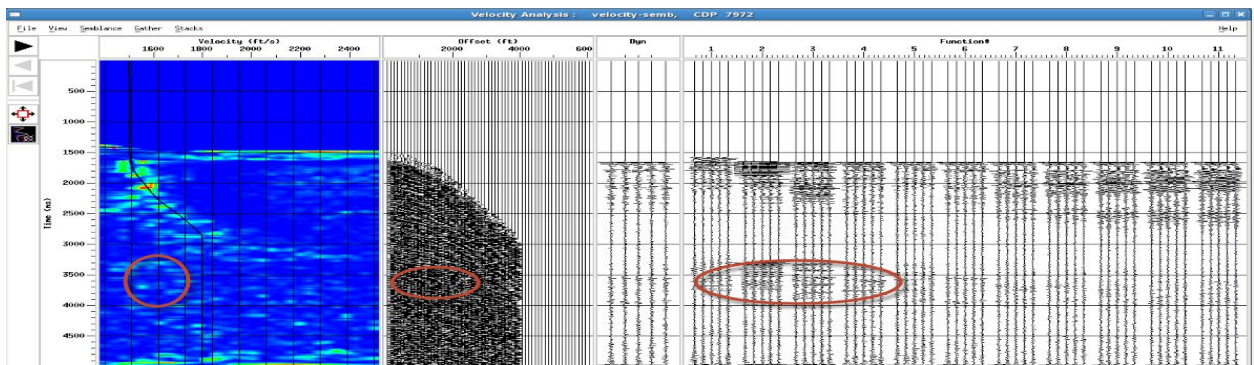 Velocity Analysis : velocity-semb, CDP 7972
File View Semblance Gather Stacks Help
Velocity (ft/s) Offset (ft) Dyn Function#
1600 1800 2000 2200 2400 2000 400 600 1 2 3 4 5 6 7 8 9 10 11
500
1000
1500
2000
2500
3000
3500
4000
4500
Time (ms)